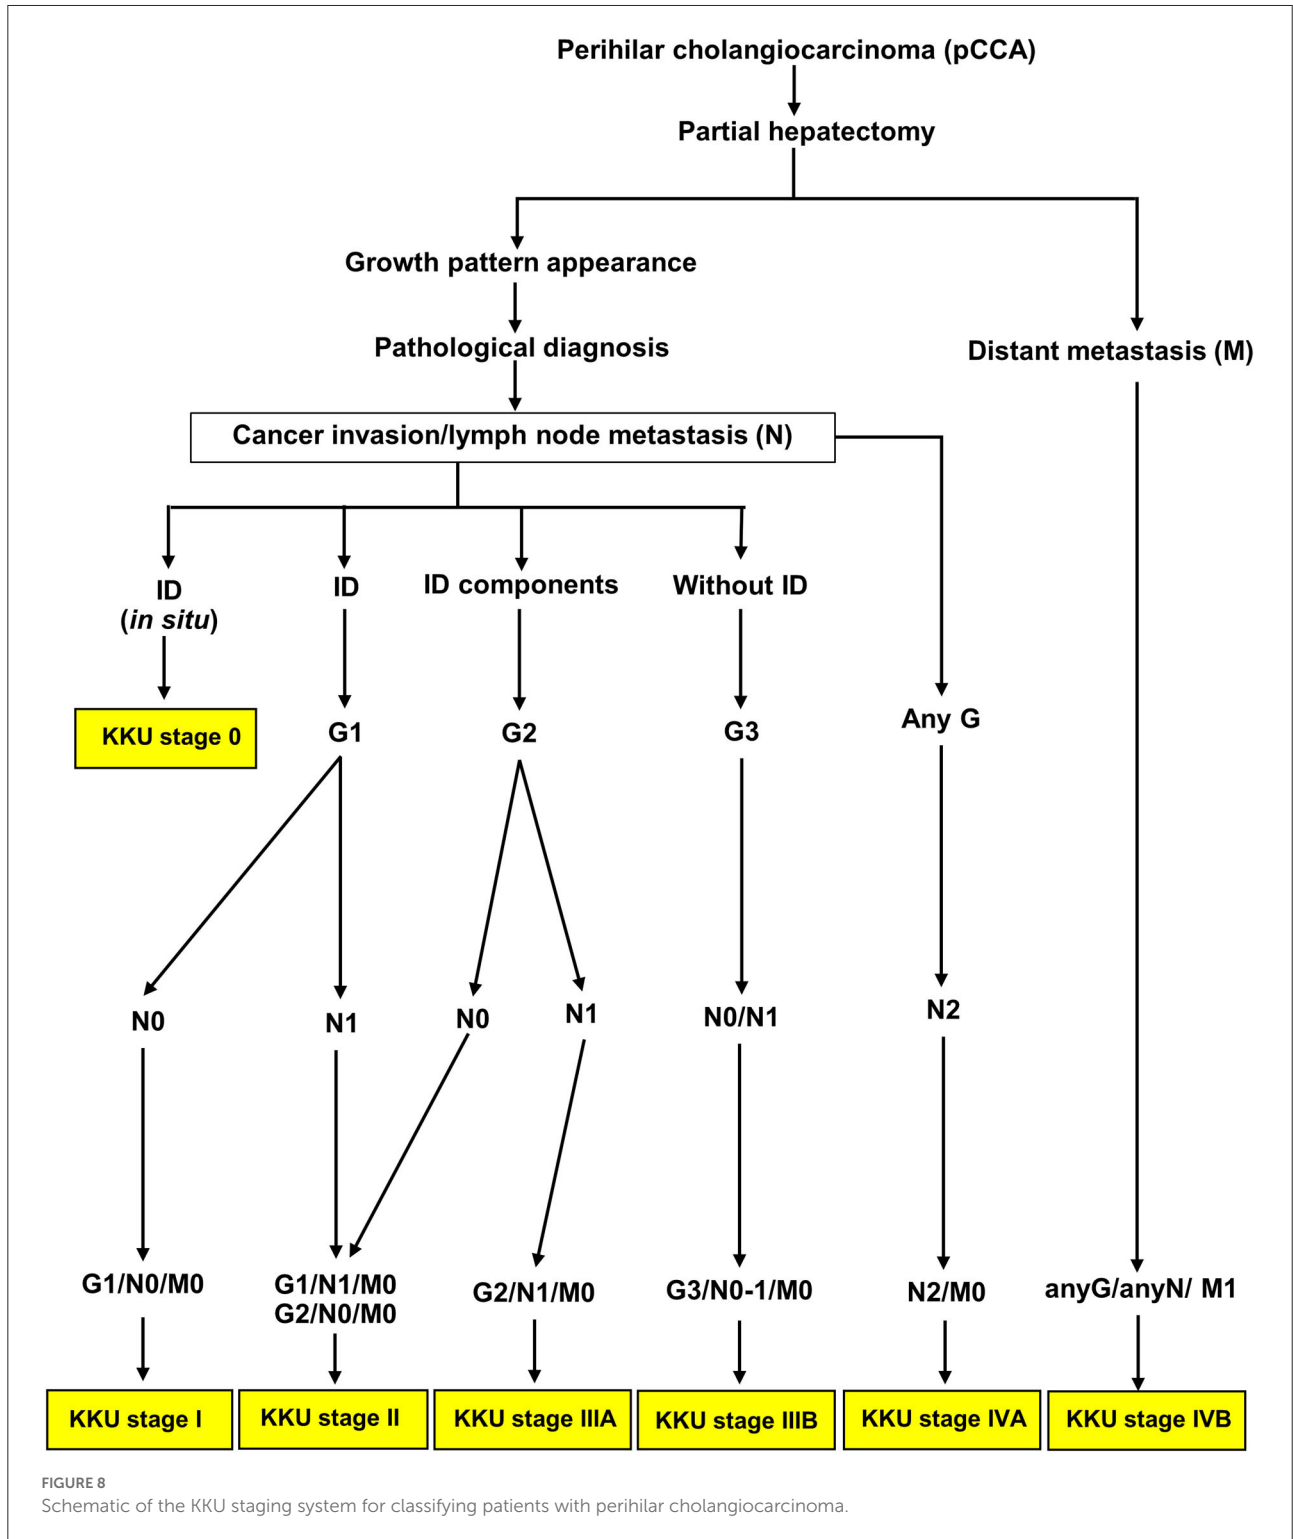 Perihilar cholangiocarcinoma (pCCA)
Partial hepatectomy
Growth pattern appearance
Pathological diagnosis
Distant metastasis (M)
Cancer invasion/lymph node metastasis (N)
ID
(in situ)
ID
ID components
Without ID
KKU stage 0
G1
G2
G3
Any G
N0
N1
N0
N1
N0/N1
N2
G1/N0/M0
G1/N1/M0
G2/N0/M0
G2/N1/M0
G3/N0-1/M0
N2/M0
anyG/anyN/ M1
KKU stage I
KKU stage II
KKU stage IIIA
KKU stage IIIB
KKU stage IVA
KKU stage IVB
FIGURE 8
Schematic of the KKU staging system for classifying patients with perihilar cholangiocarcinoma.